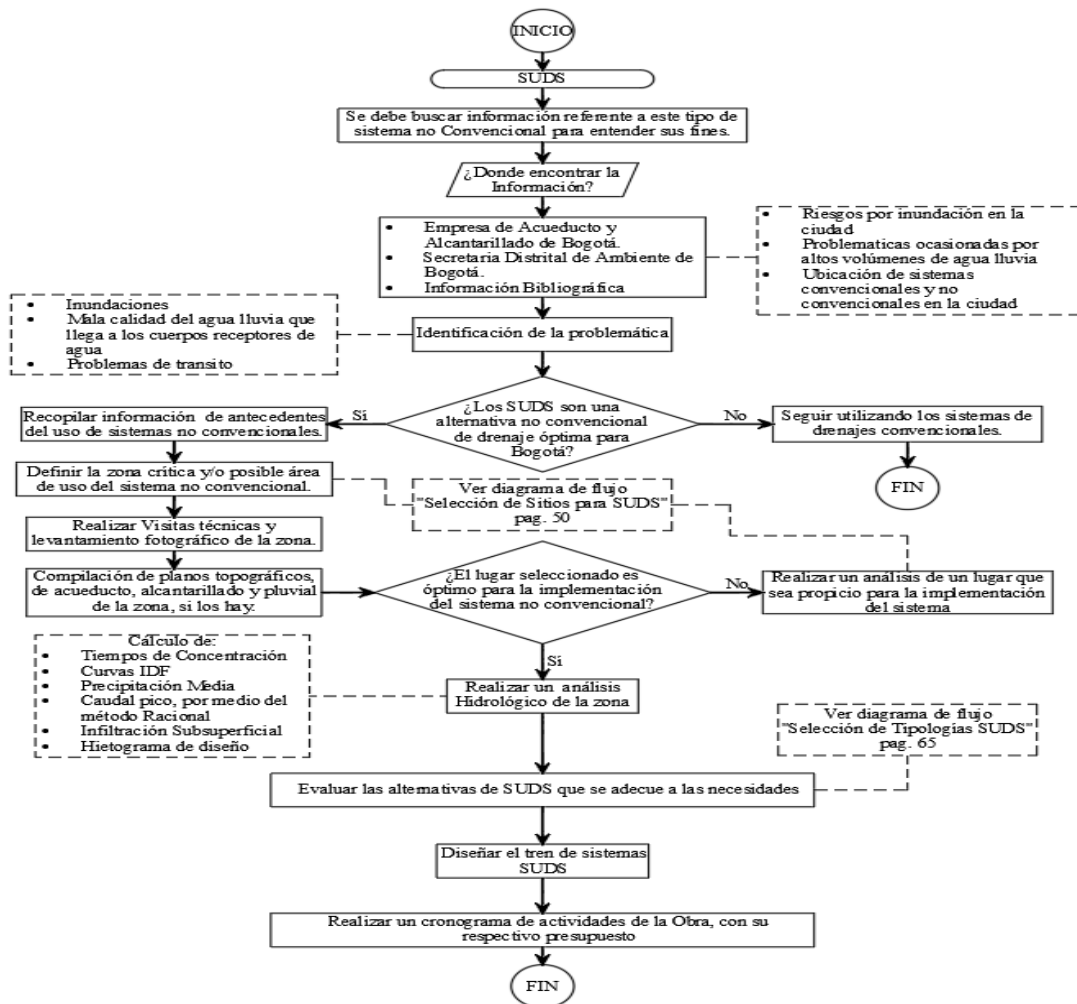 INICIO
SUDS
Se debe buscar información referente a este tipo de
sistema no Convencional para entender sus fines.
¿Donde encontrar la
Información?
• Empresa de Acueducto y
Alcantarillado de Bogotá.
• Secretaria Distrital de Ambiente de
Bogotá.
• Información Bibliográfica
• Riesgos por inundación en la
ciudad
• Problematicas ocasionadas por
altos volúmenes de agua lluvia
• Ubicación de sistemas
convencionales y no
convencionales en la ciudad
• Inundaciones
• Mala calidad del agua lluvia que
llega a los cuerpos receptores de
agua
• Problemas de transito
Identificación de la problemática
¿Los SUDS son una
alternativa no convencional
de drenaje óptima para
Bogotá?
Sí
No
Recopilar información de antecedentes
del uso de sistemas no convencionales.
Seguir utilizando los sistemas de
drenajes convencionales.
FIN
Definir la zona critica y/o posible área
de uso del sistema no convencional.
Ver diagrama de flujo
"Selección de Sitios para SUDS"
pag. 50
Realizar Visitas técnicas y
levantamiento fotográfico de la zona.
Compilación de planos topográficos,
de acueducto, alcantarillado y pluvial
de la zona, si los hay.
¿El lugar seleccionado es
óptimo para la implementación
del sistema no convencional?
No
Realizar un análisis de un lugar que
sea propicio para la implementación
del sistema
Sí
Cálculo de:
• Tiempos de Concentración
• Curvas IDF
• Precipitación Media
• Caudal pico, por medio del
método Racional
• Infiltración Subsuperficial
• Hietograma de diseño
Realizar un análisis
Hidrológico de la zona
Ver diagrama de flujo
"Selección de Tipologías SUDS"
pag. 65
Evaluar las alternativas de SUDS que se adecue a las necesidades
Diseñar el tren de sistemas
SUDS
Realizar un cronograma de actividades de la Obra, con su
respectivo presupuesto
FIN